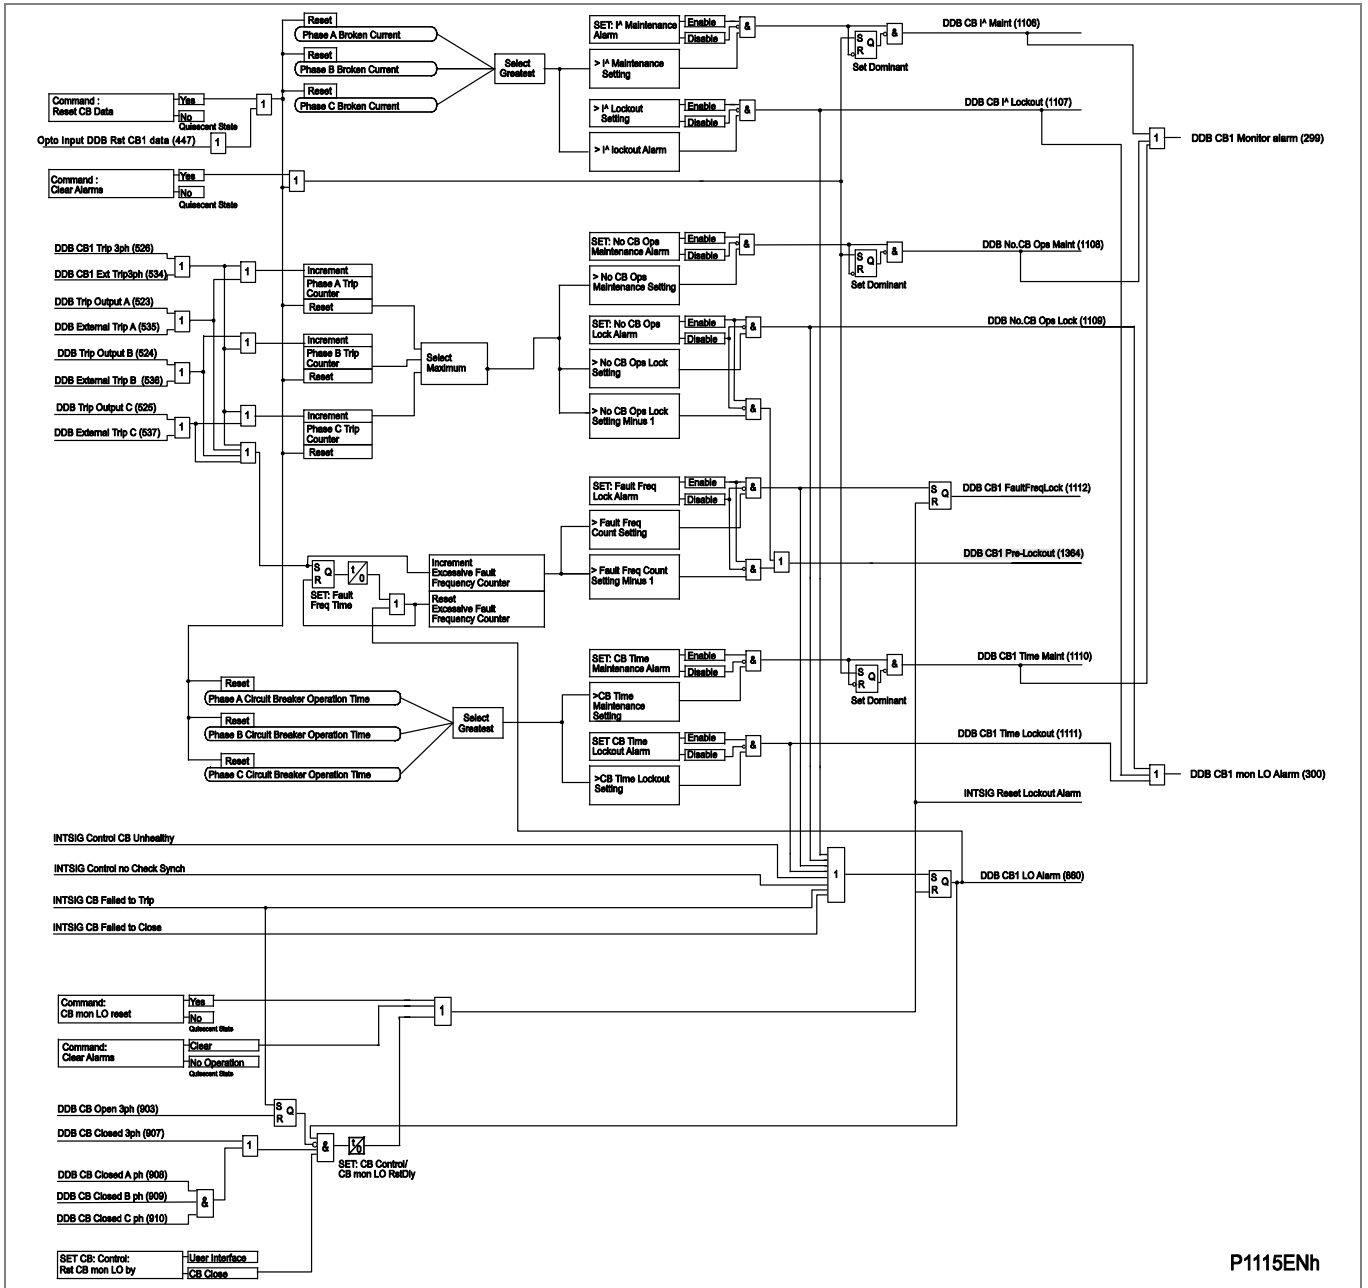 Reset
Phase A Broken Current
Reset
Phase B Broken Current
Reset
Phase C Broken Current
Select
Greatest
SET: I^ Maintenance
Alarm
Enable
Disable
&
> I^ Maintenance
Setting
S
Q
R
Set Dominant
&
DDB CB I^ Maint (1106)
Command :
Reset CB Data
Yes
No
Quiescent State
1
Opto Input DDB Rst CB1 data (447)
1
> I^ Lockout
Setting
Enable
Disable
&
> I^ lockout Alarm
DDB CB I^ Lockout (1107)
1
DDB CB1 Monitor alarm (299)
Command :
Clear Alarms
Yes
No
Quiescent State
1
DDB CB1 Trip 3ph (526)
DDB CB1 Ext Trip3ph (534)
1
DDB Trip Output A (523)
DDB External Trip A (535)
1
DDB Trip Output B (524)
DDB External Trip B (536)
1
DDB Trip Output C (525)
DDB External Trip C (537)
1
1
1
1
1
Increment
Phase A Trip
Counter
Reset
Increment
Phase B Trip
Counter
Reset
Increment
Phase C Trip
Counter
Reset
Select
Maximum
SET: No CB Ops
Maintenance Alarm
Enable
Disable
&
> No CB Ops
Maintenance Setting
S
Q
R
Set Dominant
&
DDB No.CB Ops Maint (1108)
SET: No CB Ops
Lock Alarm
Enable
Disable
&
> No CB Ops Lock
Setting
> No CB Ops Lock
Setting Minus 1
&
DDB No.CB Ops Lock (1109)
SET: Fault Freq
Lock Alarm
Enable
Disable
&
> Fault Freq
Count Setting
> Fault Freq Count
Setting Minus 1
&
1
S
Q
R
DDB CB1 FaultFreqLock (1112)
DDB CB1 Pre-Lockout (1364)
S
Q
R
SET: Fault
Freq Time
t
0
1
Increment
Excessive Fault
Frequency Counter
Reset
Excessive Fault
Frequency Counter
Reset
Phase A Circuit Breaker Operation Time
Reset
Phase B Circuit Breaker Operation Time
Reset
Phase C Circuit Breaker Operation Time
Select
Greatest
SET: CB Time
Maintenance Alarm
Enable
Disable
&
>CB Time
Maintenance
Setting
S
Q
R
Set Dominant
&
DDB CB1 Time Maint (1110)
SET CB Time
Lockout Alarm
Enable
Disable
&
>CB Time Lockout
Setting
DDB CB1 Time Lockout (1111)
1
DDB CB1 mon LO Alarm (300)
INTSIG Reset Lockout Alarm
INTSIG Control CB Unhealthy
INTSIG Control no Check Synch
INTSIG CB Failed to Trip
INTSIG CB Failed to Close
1
S
Q
R
DDB CB1 LO Alarm (860)
Command:
CB mon LO reset
Yes
No
Quiescent State
Command:
Clear Alarms
Clear
No Operation
Quiescent State
1
DDB CB Open 3ph (903)
S
Q
R
DDB CB Closed 3ph (907)
1
DDB CB Closed A ph (908)
DDB CB Closed B ph (909)
DDB CB Closed C ph (910)
&
&
t
0
SET: CB Control/
CB mon LO RstDly
SET CB: Control:
Rst CB mon LO by
User Interface
CB Close
P1115ENh